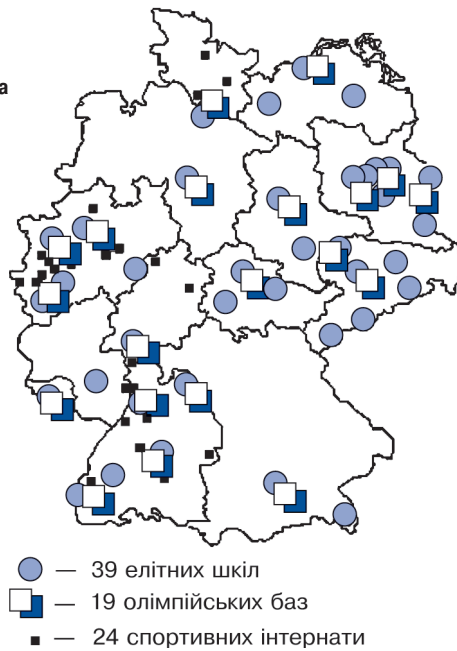 а
— 39 елітних шкіл
— 19 олімпійських баз
— 24 спортивних інтернати